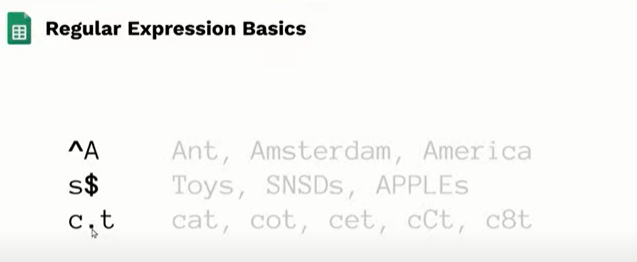 Regular Expression Basics
^A Ant, Amsterdam, America
s$ Toys, SNSDs, APPLEs
c.t cat, cot, cet, cCt, c8t